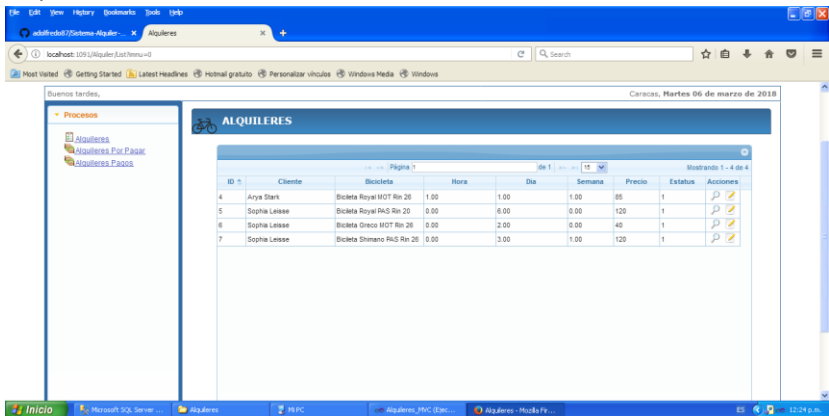 File Edit View History Bookmarks Tools Help
adolfredo87/Sistema-Alquiler-... × Alquileres × +
localhost:1091/Alquiler/List?mnu=0 Search
Most Visited Getting Started Latest Headlines Hotmail gratuito Personalizar vínculos Windows Media Windows
Buenos tardes, Caracas, Martes 06 de marzo de 2018
Procesos
Alquileres
Alquileres Por Pagar
Alquileres Pagos
ALQUILERES
Página 1 de 1 15 Mostrando 1 - 4 de 4
ID Cliente Bicicleta Hora Dia Semana Precio Estatus Acciones
4 Arya Stark Bicileta Royal MOT Rin 26 1.00 1.00 1.00 85 1
5 Sophia Leisse Bicileta Royal PAS Rin 20 0.00 6.00 0.00 120 1
6 Sophia Leisse Bicileta Greco MOT Rin 26 0.00 2.00 0.00 40 1
7 Sophia Leisse Bicileta Shimano PAS Rin 26 0.00 3.00 1.00 120 1
Inicio Microsoft SQL Server ... Alquileres Mi PC Alquileres_MVC (Ejec... Alquileres - Mozilla Fir... ES 12:24 p.m.